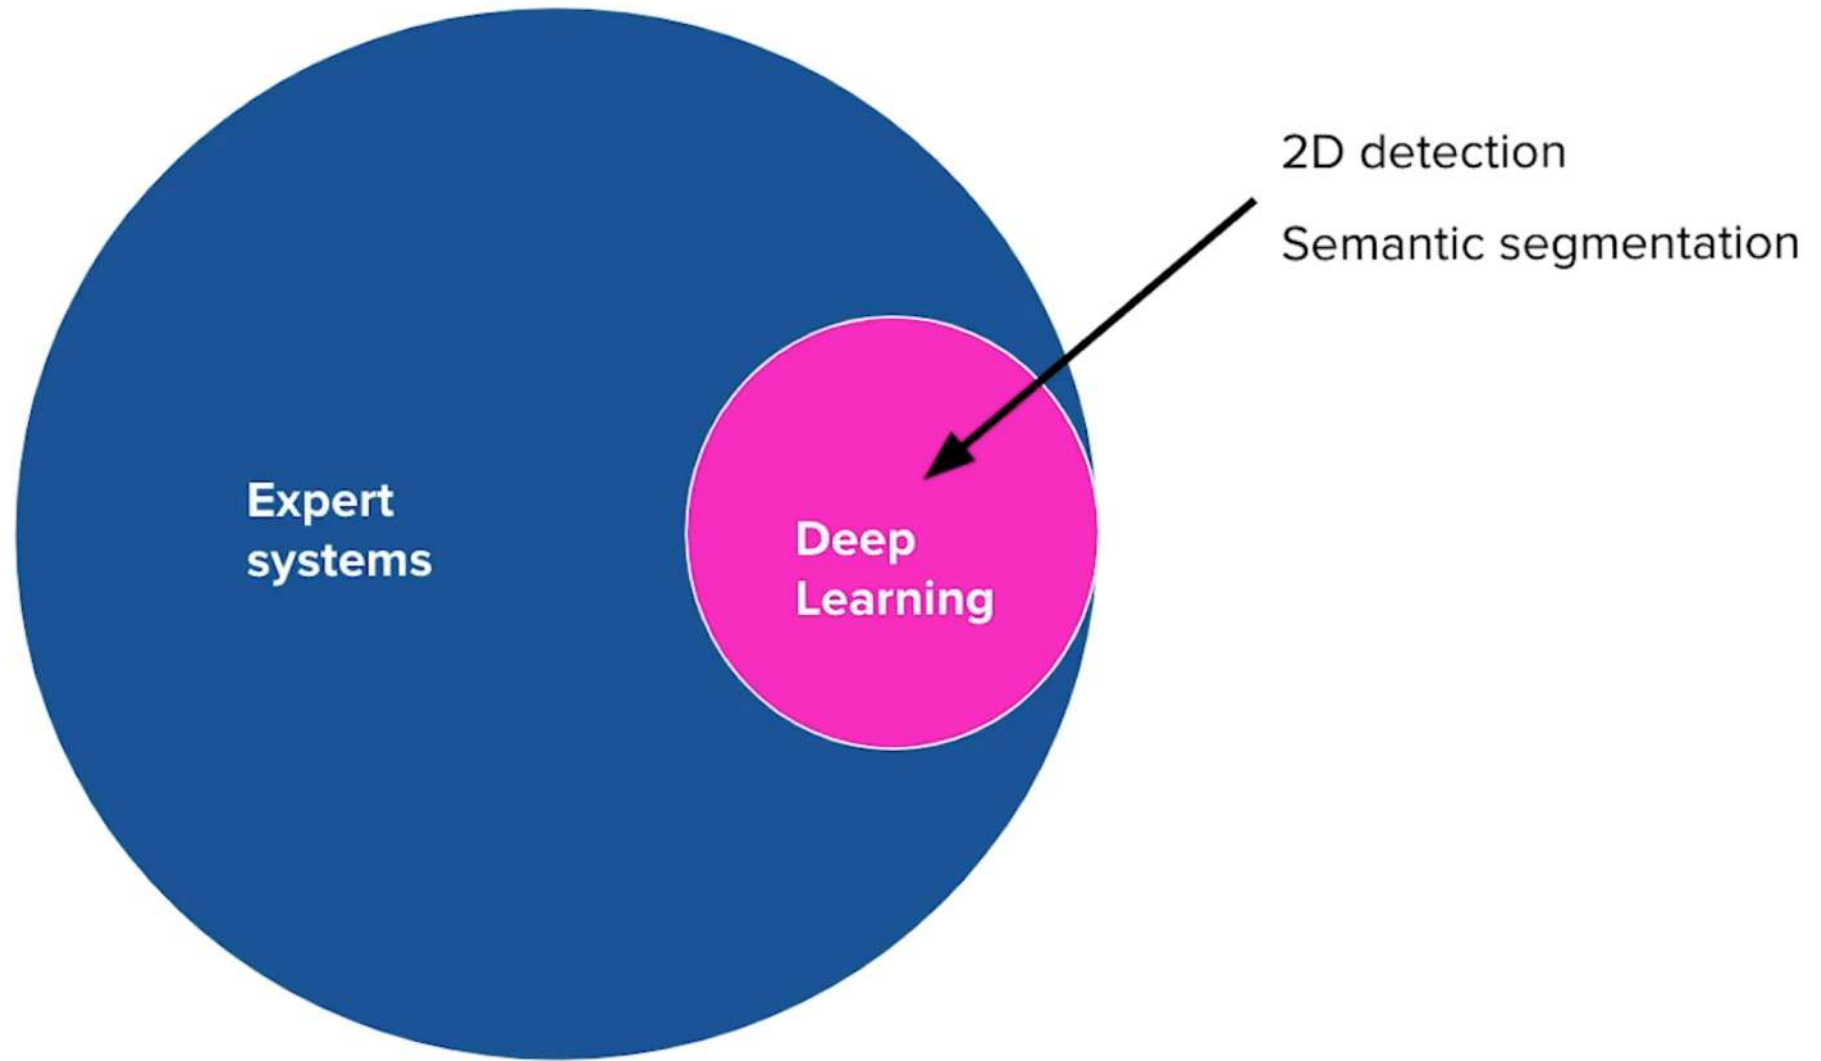 2D detection
Semantic segmentation
Expert
systems
Deep
Learning